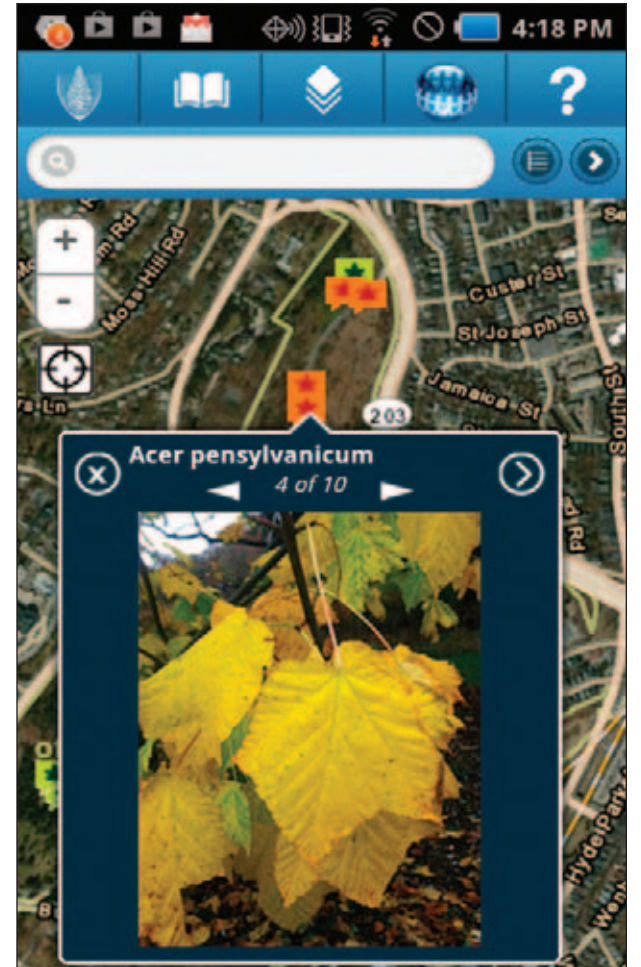 4:18 PM
?
+
-
Moss-Hill-Rd
Custer St
St Joseph St
Jamaica St
South St
203
Acer pensylvanicum
4 of 10
Hyde Park